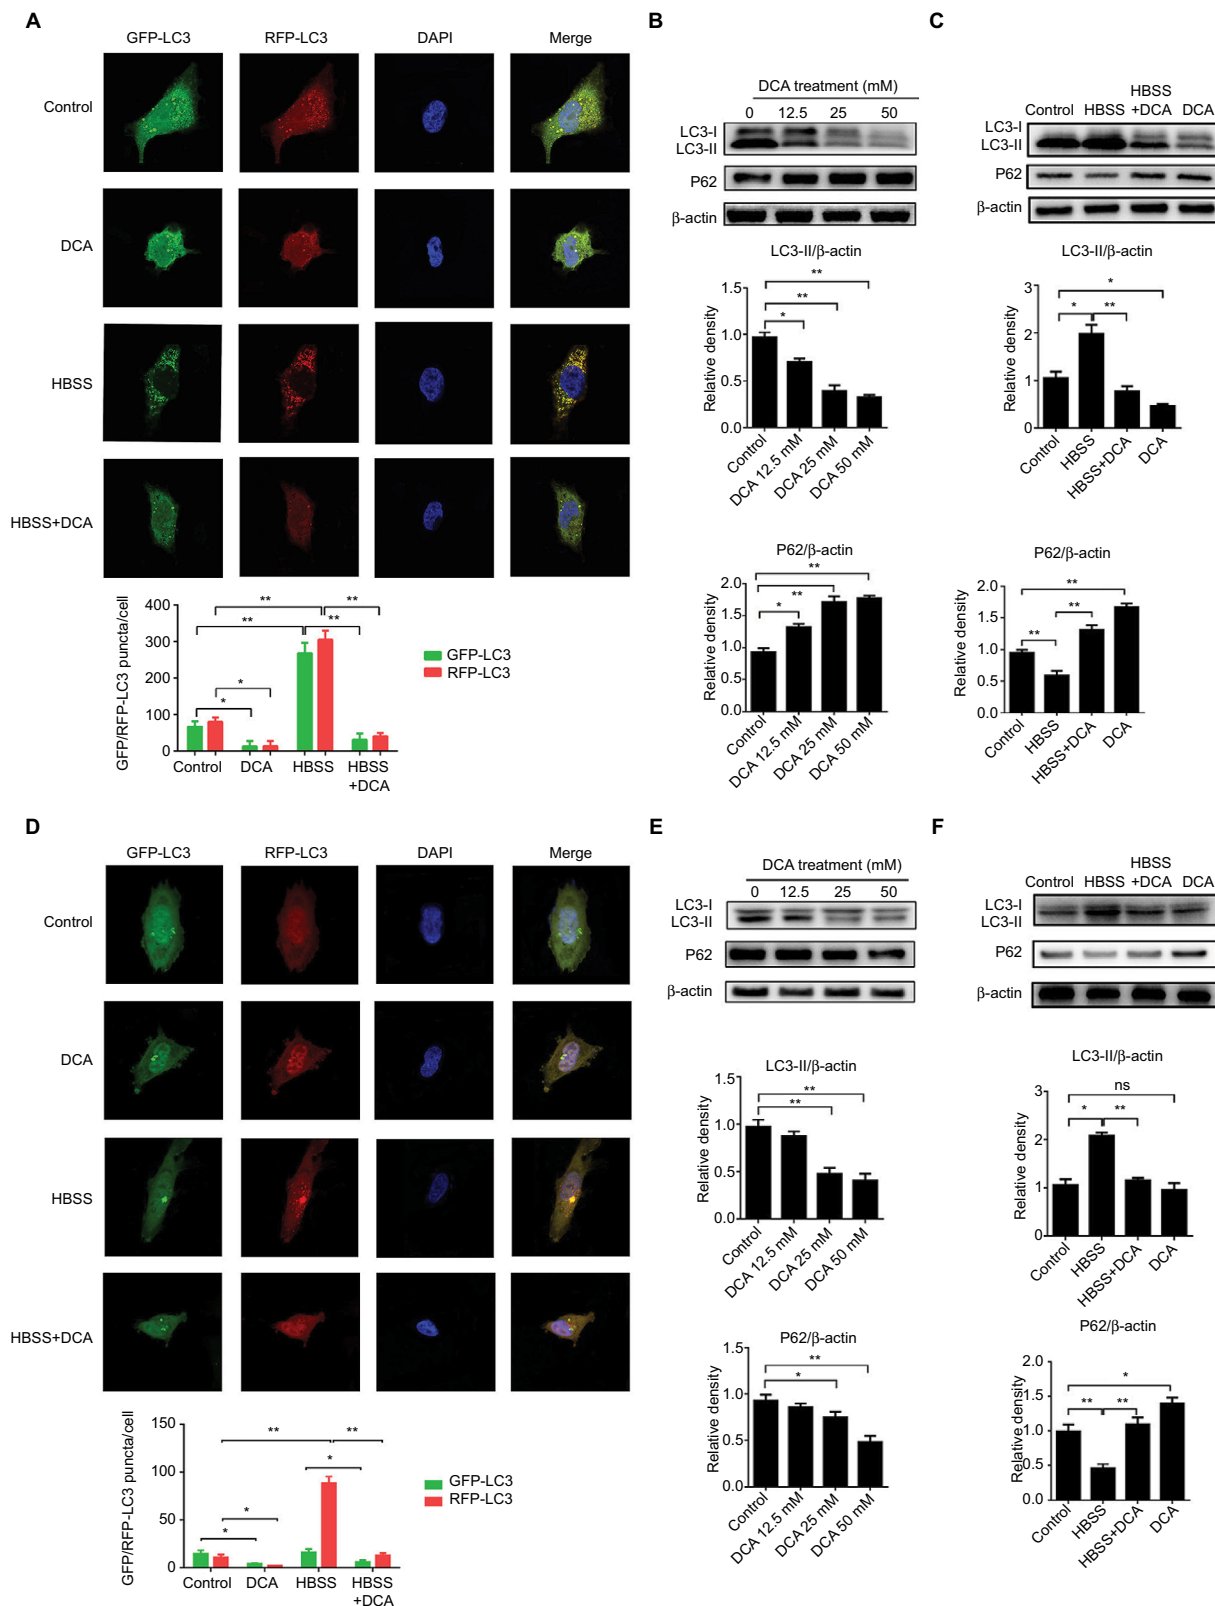 A
GFP-LC3 RFP-LC3 DAPI Merge
Control
DCA
HBSS
HBSS+DCA
GFP/RFP-LC3 puncta/cell
400
300
200
100
0
** **
** **
*
*
GFP-LC3
RFP-LC3
Control DCA HBSS HBSS
+DCA
B
DCA treatment (mM)
0 12.5 25 50
LC3-I
LC3-II
P62
β-actin
LC3-II/β-actin
Relative density
1.5
1.0
0.5
0.0
**
**
*
Control
DCA 12.5 mM
DCA 25 mM
DCA 50 mM
P62/β-actin
Relative density
2.0
1.5
1.0
0.5
0.0
**
**
*
Control
DCA 12.5 mM
DCA 25 mM
DCA 50 mM
C
HBSS
Control HBSS +DCA DCA
LC3-I
LC3-II
P62
β-actin
LC3-II/β-actin
Relative density
3
2
1
0
*
* **
Control
HBSS
HBSS+DCA
DCA
P62/β-actin
Relative density
2.0
1.5
1.0
0.5
0.0
**
**
**
Control
HBSS
HBSS+DCA
DCA
D
GFP-LC3 RFP-LC3 DAPI Merge
Control
DCA
HBSS
HBSS+DCA
GFP/RFP-LC3 puncta/cell
150
100
50
0
** **
*
*
*
GFP-LC3
RFP-LC3
Control DCA HBSS HBSS
+DCA
E
DCA treatment (mM)
0 12.5 25 50
LC3-I
LC3-II
P62
β-actin
LC3-II/β-actin
Relative density
1.5
1.0
0.5
0.0
**
**
Control
DCA 12.5 mM
DCA 25 mM
DCA 50 mM
P62/β-actin
Relative density
1.5
1.0
0.5
0.0
**
*
Control
DCA 12.5 mM
DCA 25 mM
DCA 50 mM
F
HBSS
Control HBSS +DCA DCA
LC3-I
LC3-II
P62
β-actin
LC3-II/β-actin
Relative density
3
2
1
0
ns
* **
Control
HBSS
HBSS+DCA
DCA
P62/β-actin
Relative density
2.0
1.5
1.0
0.5
0.0
*
** **
Control
HBSS
HBSS+DCA
DCA